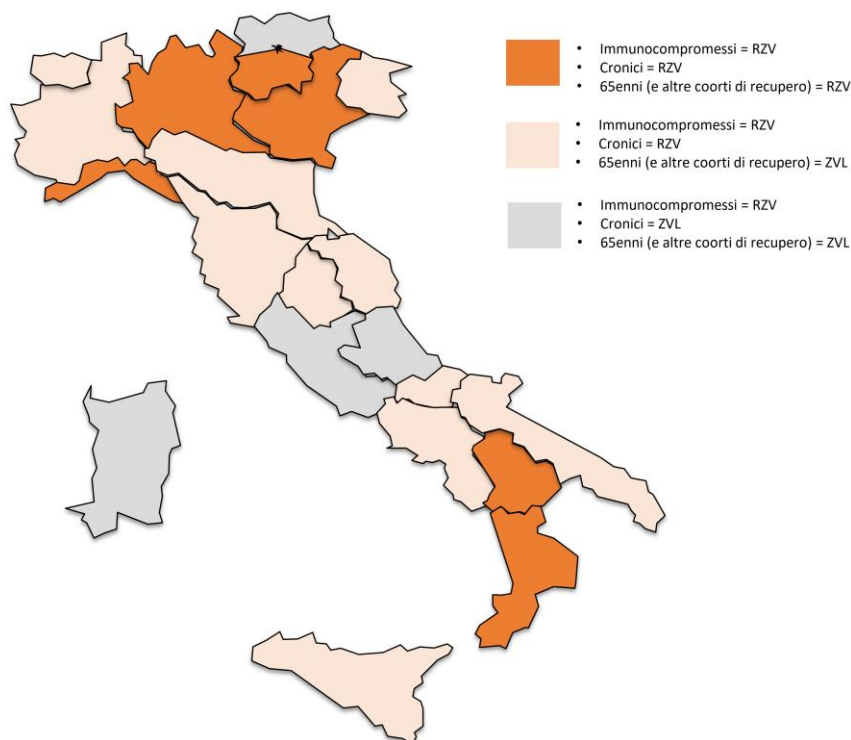 • Immunocompromessi = RZV
• Cronici = RZV
• 65enni (e altre coorti di recupero) = RZV
• Immunocompromessi = RZV
• Cronici = RZV
• 65enni (e altre coorti di recupero) = ZVL
• Immunocompromessi = RZV
• Cronici = ZVL
• 65enni (e altre coorti di recupero) = ZVL